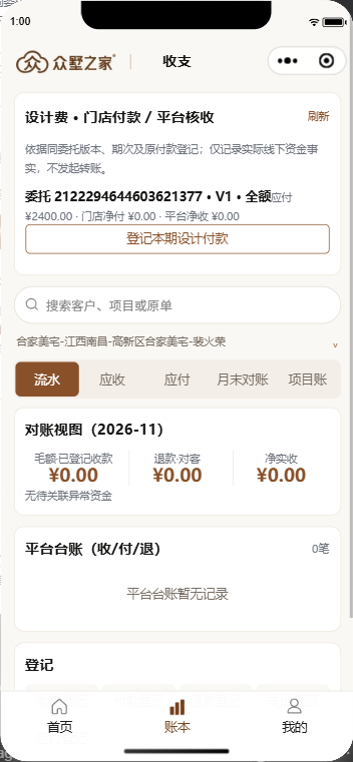 1:00
众墅之家
收支
设计费 • 门店付款 / 平台核收
刷新
依据同委托版本、期次及原付款登记；仅记录实际线下资金事
实，不发起转账。
委托 2122294644603621377 • V1 • 全额应付
¥2400.00 · 门店净付 ¥0.00 · 平台净收 ¥0.00
登记本期设计付款
搜索客户、项目或原单
合家美宅-江西南昌-高新区合家美宅-裴火荣
流水
应收
应付
月末对账
项目账
对账视图（2026-11）
毛额·已登记收款
退款·对客
净实收
¥0.00
¥0.00
¥0.00
无待关联异常资金
平台台账（收/付/退）
0笔
平台台账暂无记录
登记
首页
账本
我的